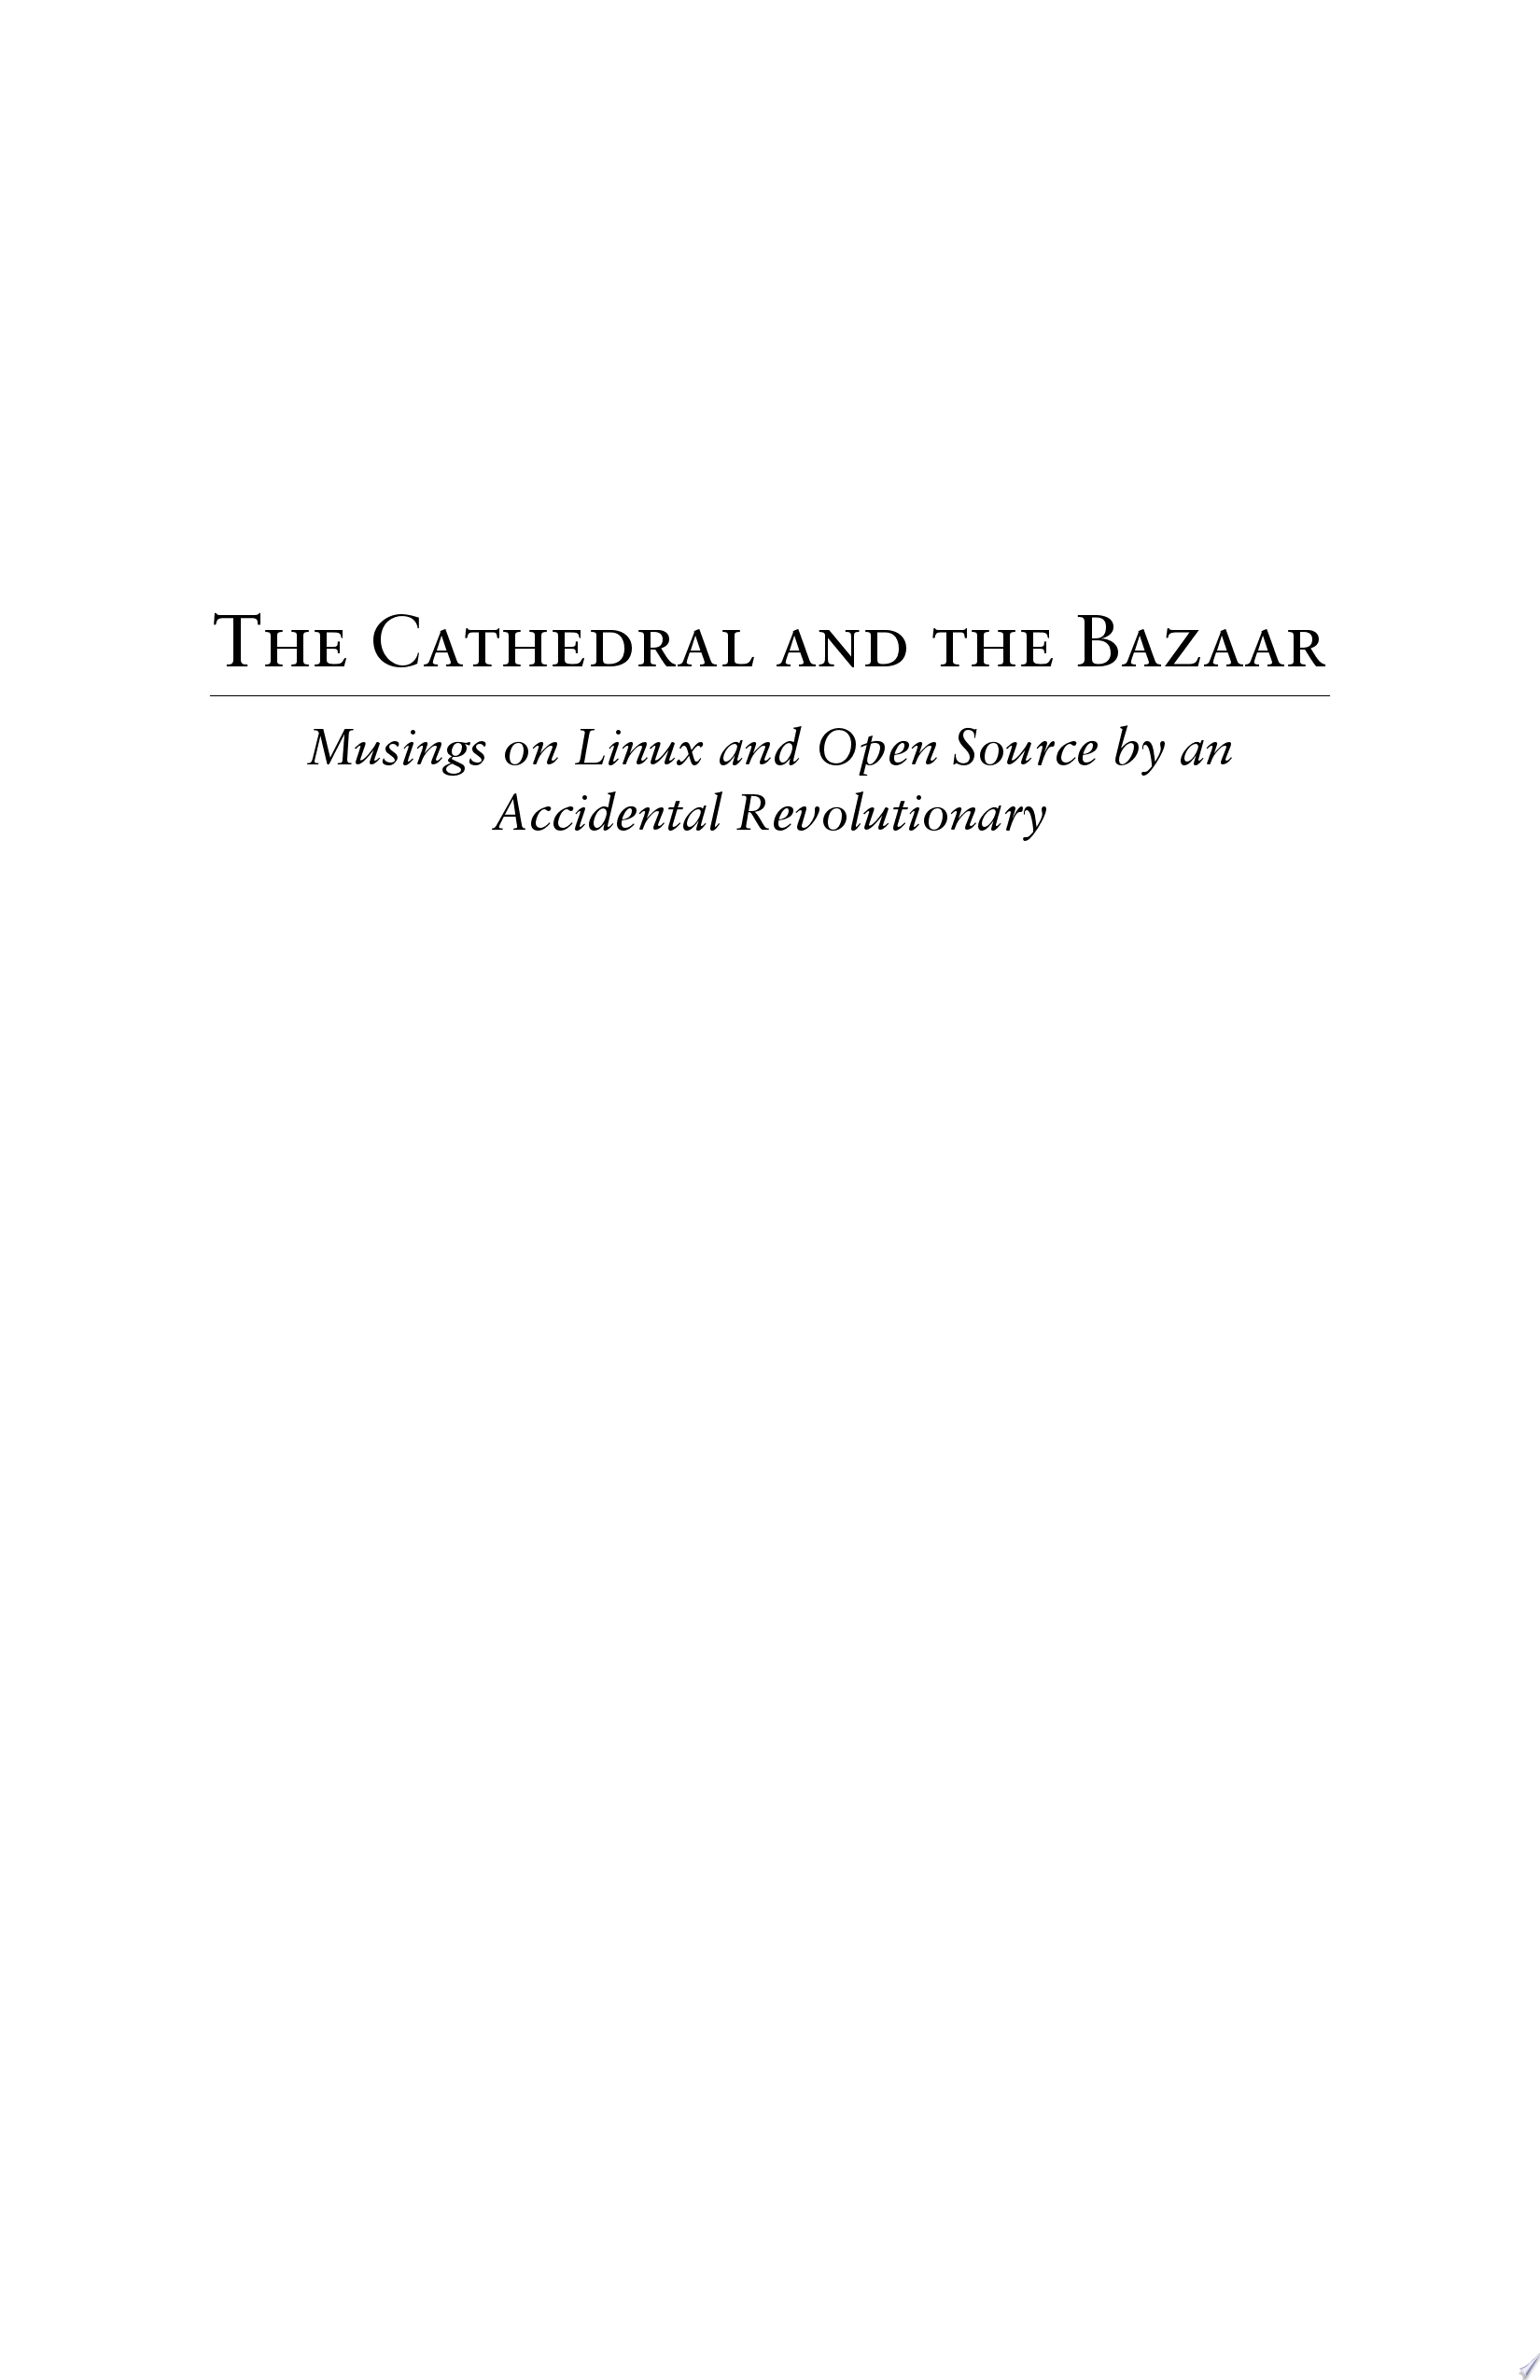 The Cathedral and the Bazaar
Musings on Linux and Open Source by an
Accidental Revolutionary